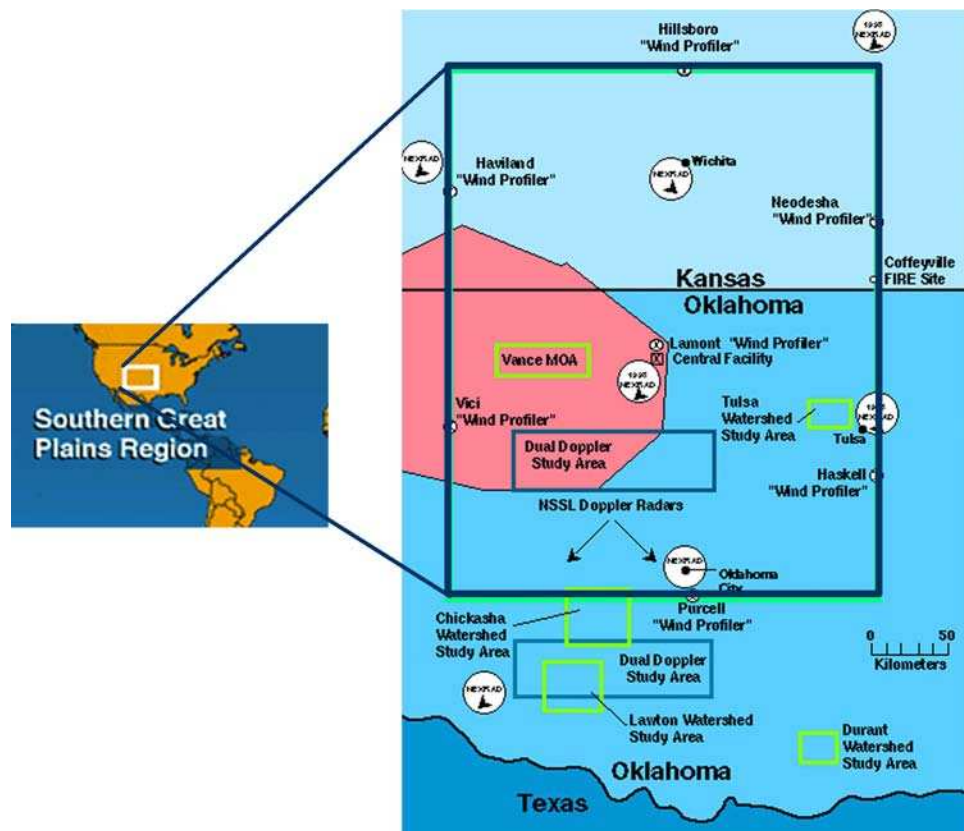 Hillsboro
"Wind Profiler"
1995
NEXRAD
NEXRAD
Haviland
"Wind Profiler"
Wichita
NEXRAD
Neodesha
"Wind Profiler"
Coffeyville
FIRE Site
Kansas
Oklahoma
Lamont "Wind Profiler"
Central Facility
Vance MOA
1995
NEXRAD
Southern Great
Plains Region
Vici
"Wind Profiler"
Tulsa
Watershed
Study Area
NEXRAD
Tulsa
Dual Doppler
Study Area
Haskell
"Wind Profiler"
NSSL Doppler Radars
NEXRAD
Oklahoma
City
Purcell
"Wind Profiler"
Chickasha
Watershed
Study Area
0 50
Kilometers
Dual Doppler
Study Area
NEXRAD
Lawton Watershed
Study Area
Durant
Watershed
Study Area
Oklahoma
Texas